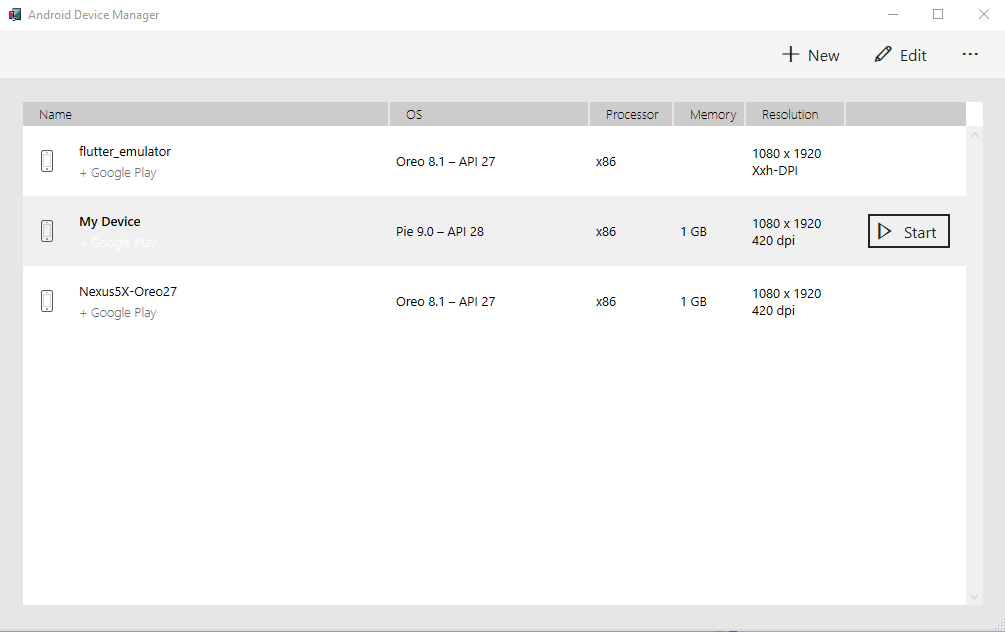 Android Device Manager
New
Edit
Name
OS
Processor
Memory
Resolution
flutter_emulator
+ Google Play
Oreo 8.1 – API 27
x86
1080 x 1920
Xxh-DPI
My Device
+ Google Play
Pie 9.0 – API 28
x86
1 GB
1080 x 1920
420 dpi
Start
Nexus5X-Oreo27
+ Google Play
Oreo 8.1 – API 27
x86
1 GB
1080 x 1920
420 dpi